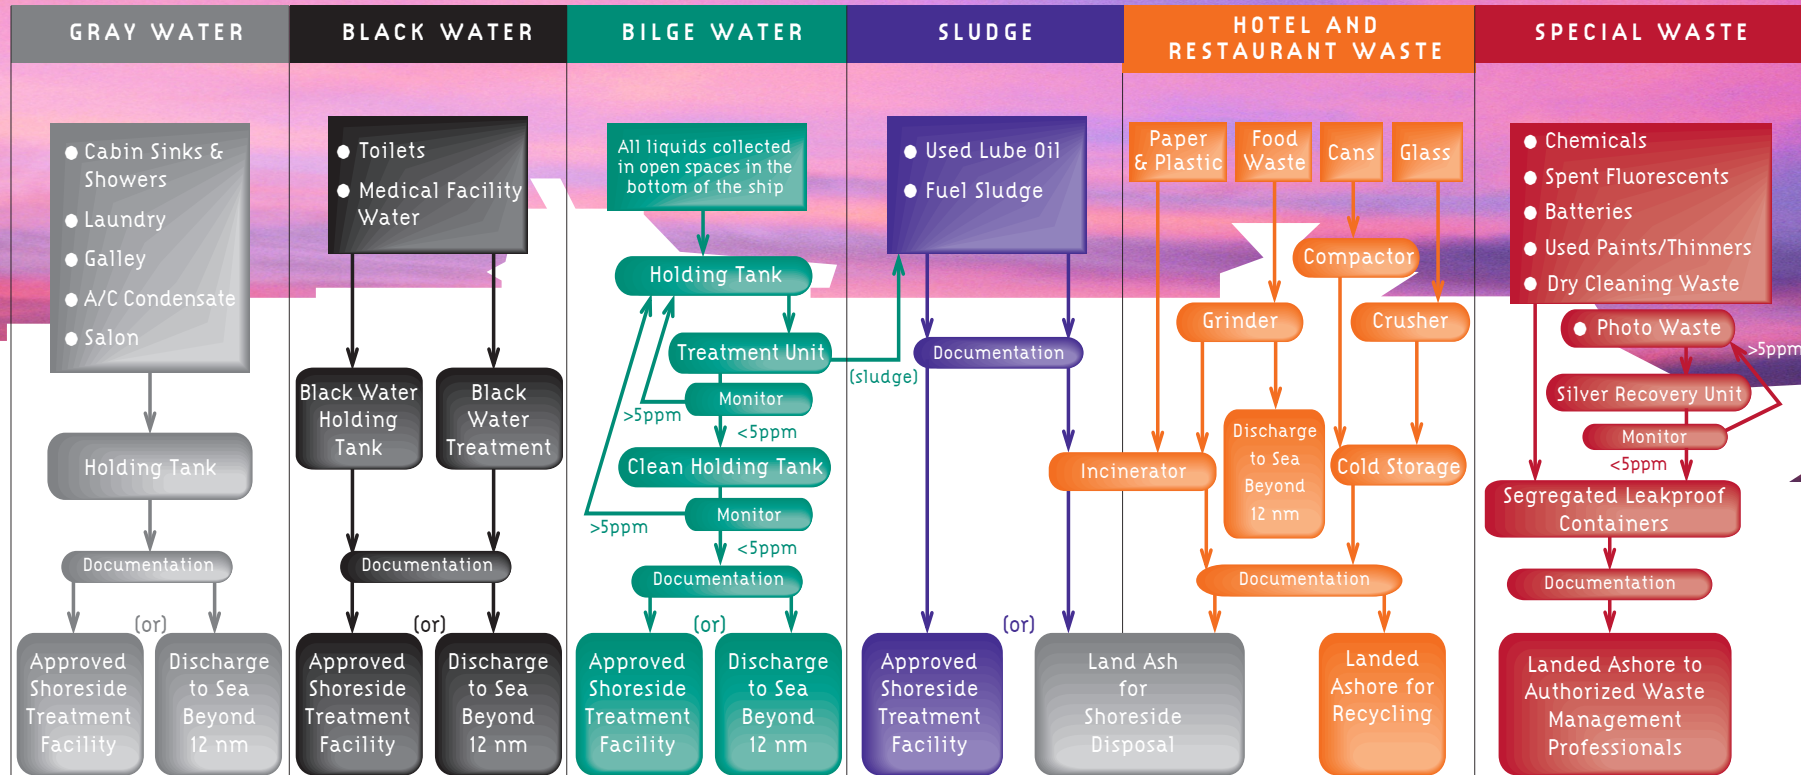 GRAY WATER
Cabin Sinks &
Showers
Laundry
Galley
A/C Condensate
Salon
Holding Tank
Documentation
(or)
Approved
Shoreside
Treatment
Facility
Discharge
to Sea
Beyond
12 nm
BLACK WATER
Toilets
Medical Facility
Water
Black Water
Holding
Tank
Black
Water
Treatment
Documentation
(or)
Approved
Shoreside
Treatment
Facility
Discharge
to Sea
Beyond
12 nm
BILGE WATER
All liquids collected
in open spaces in the
bottom of the ship
Holding Tank
Treatment Unit
(sludge)
Monitor
>5ppm
<5ppm
Clean Holding Tank
Monitor
>5ppm
<5ppm
Documentation
(or)
Approved
Shoreside
Treatment
Facility
Discharge
to Sea
Beyond
12 nm
SLUDGE
Used Lube Oil
Fuel Sludge
Documentation
(or)
Approved
Shoreside
Treatment
Facility
Land Ash
for
Shoreside
Disposal
HOTEL AND
RESTAURANT WASTE
Paper
& Plastic
Food
Waste
Cans
Glass
Compactor
Grinder
Crusher
Discharge
to Sea
Beyond
12 nm
Incinerator
Cold Storage
Documentation
Landed
Ashore for
Recycling
SPECIAL WASTE
Chemicals
Spent Fluorescents
Batteries
Used Paints/Thinners
Dry Cleaning Waste
Photo Waste
>5ppm
Silver Recovery Unit
Monitor
<5ppm
Segregated Leakproof
Containers
Documentation
Landed Ashore to
Authorized Waste
Management
Professionals